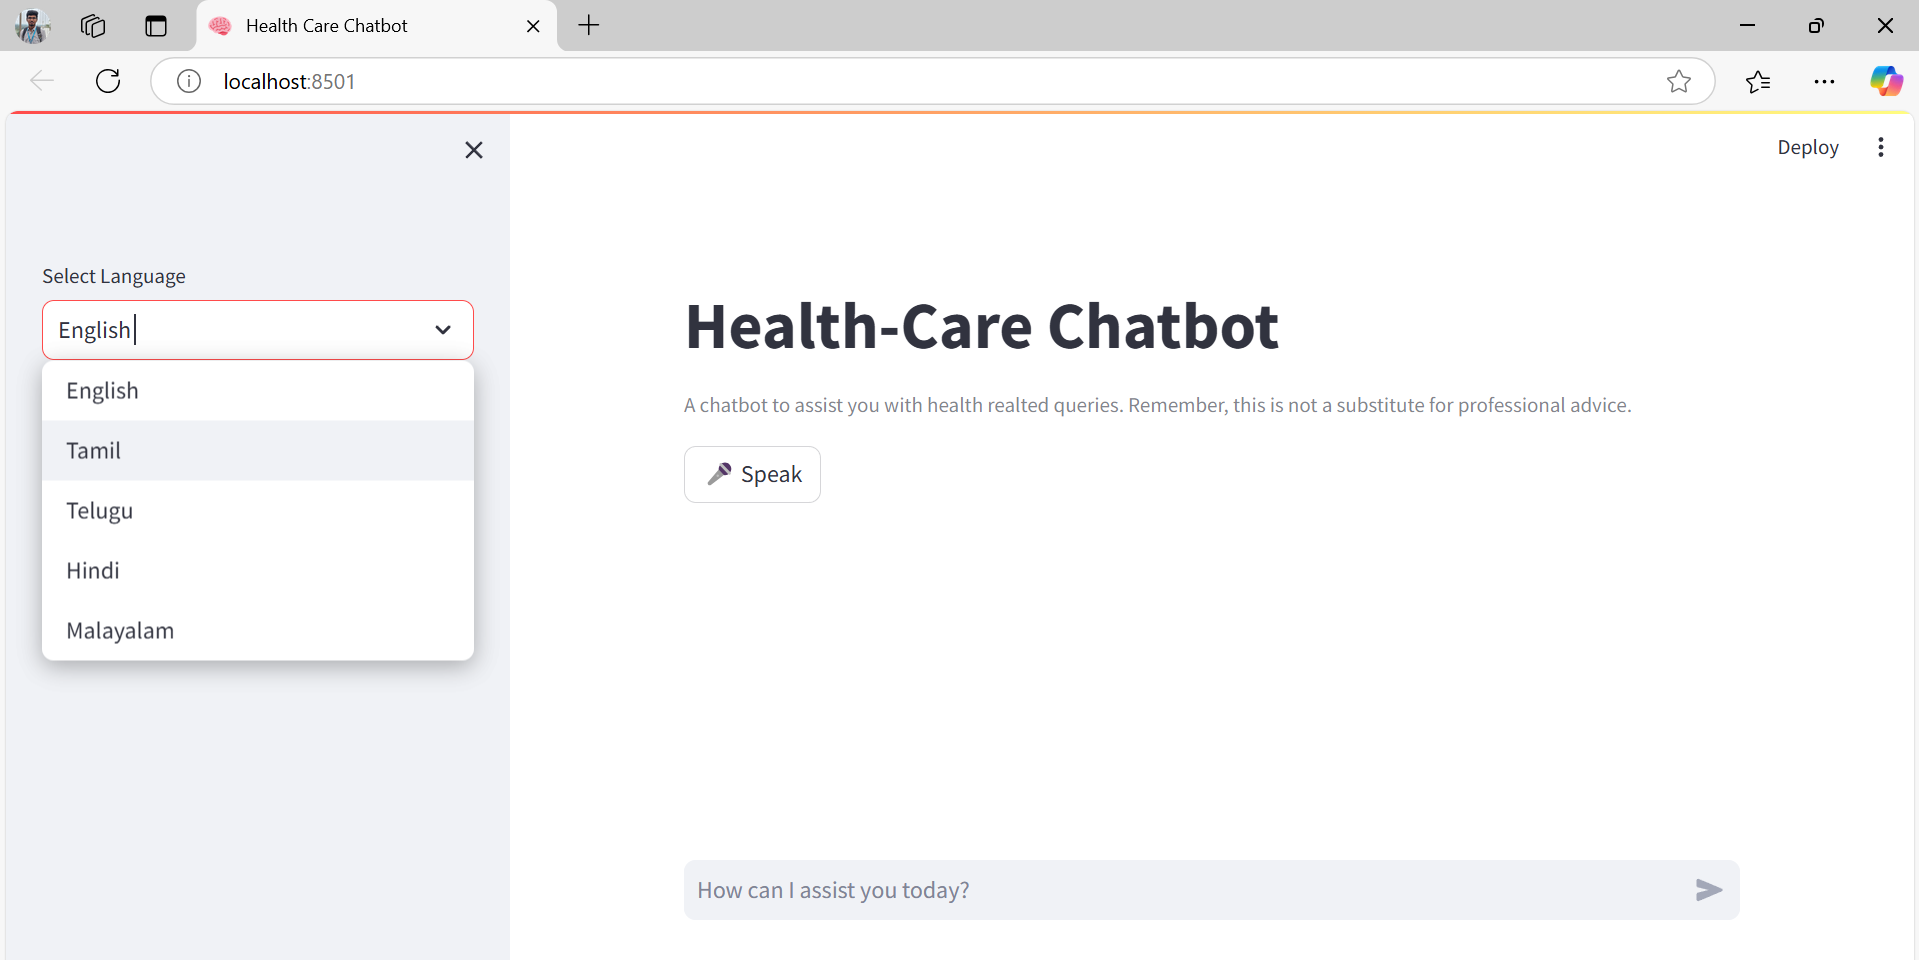 Health Care Chatbot
localhost:8501
Deploy
Select Language
English
English
Tamil
Telugu
Hindi
Malayalam
Health-Care Chatbot
A chatbot to assist you with health realted queries. Remember, this is not a substitute for professional advice.
Speak
How can I assist you today?